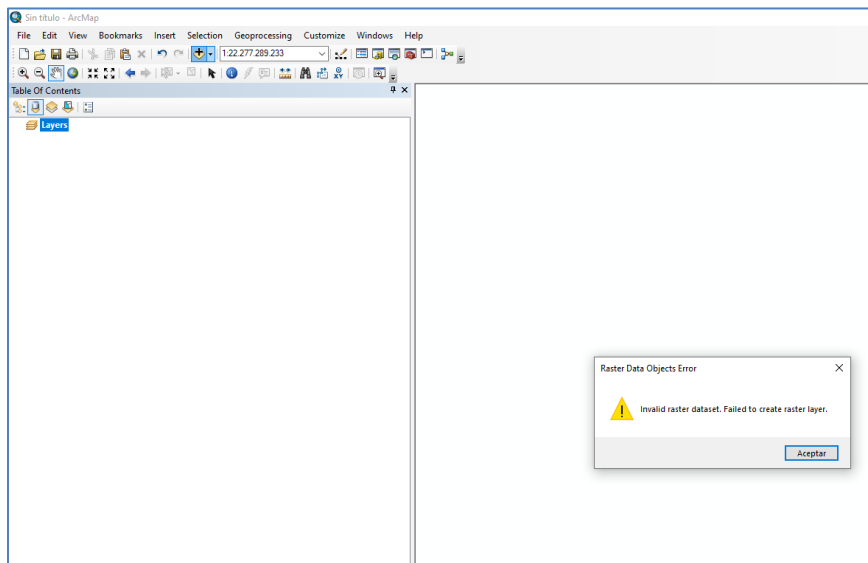 Sin título - ArcMap
File Edit View Bookmarks Insert Selection Geoprocessing Customize Windows Help
1:22.277.289.233
Table Of Contents
Layers
Raster Data Objects Error
Invalid raster dataset. Failed to create raster layer.
Aceptar